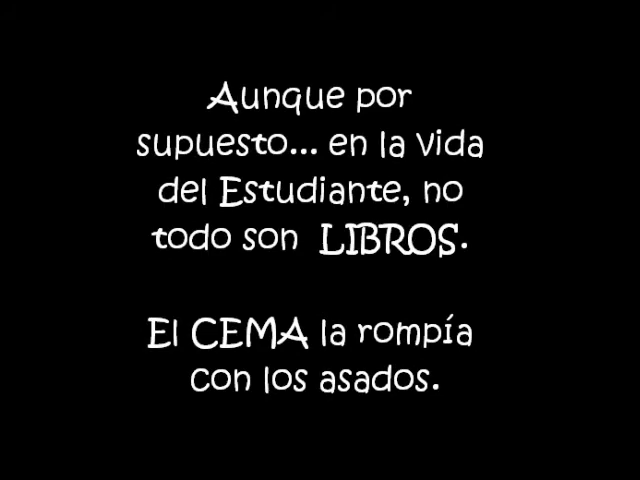 Aunque por
supuesto... en la vida
del Estudiante, no
todo son LIBROS.
El CEMA la rompía
con los asados.